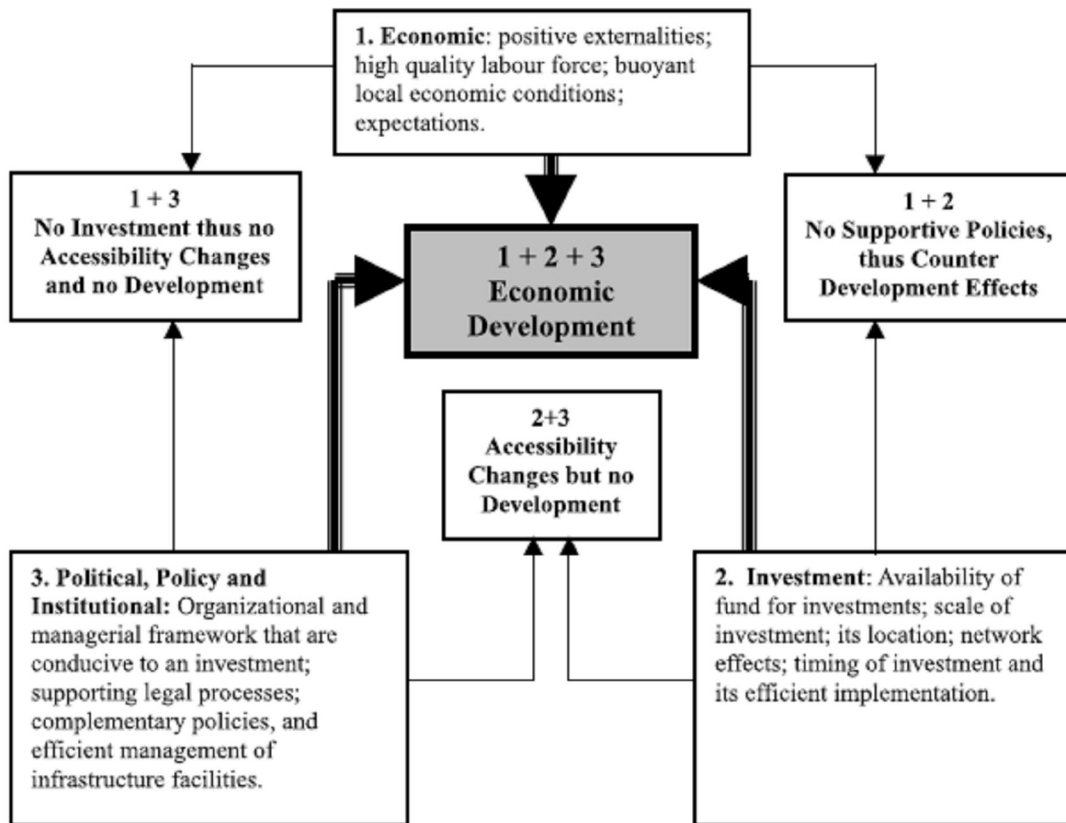 1. Economic: positive externalities;
high quality labour force; buoyant
local economic conditions;
expectations.
1 + 3
No Investment thus no
Accessibility Changes
and no Development
1 + 2
No Supportive Policies,
thus Counter
Development Effects
1 + 2 + 3
Economic
Development
2+3
Accessibility
Changes but no
Development
3. Political, Policy and
Institutional: Organizational and
managerial framework that are
conducive to an investment;
supporting legal processes;
complementary policies, and
efficient management of
infrastructure facilities.
2. Investment: Availability of
fund for investments; scale of
investment; its location; network
effects; timing of investment and
its efficient implementation.